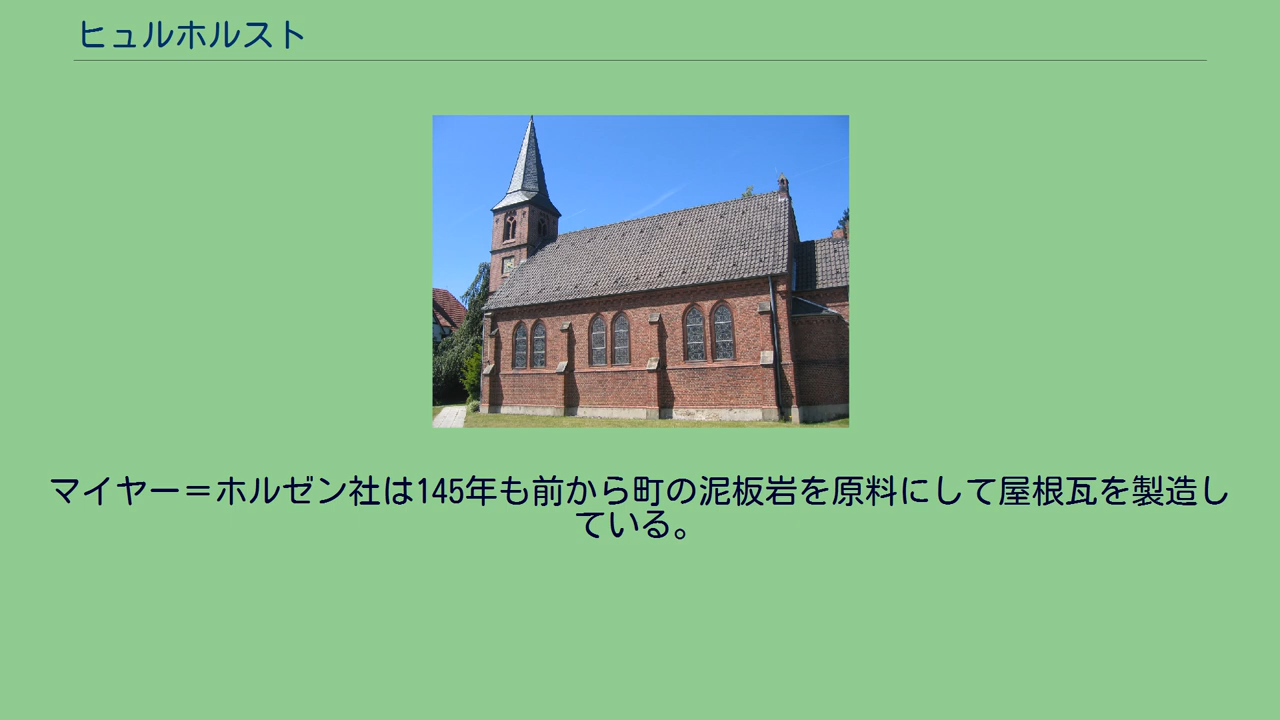 ヒュルホルスト
マイヤー＝ホルゼン社は145年も前から町の泥板岩を原料にして屋根瓦を製造し
ている。